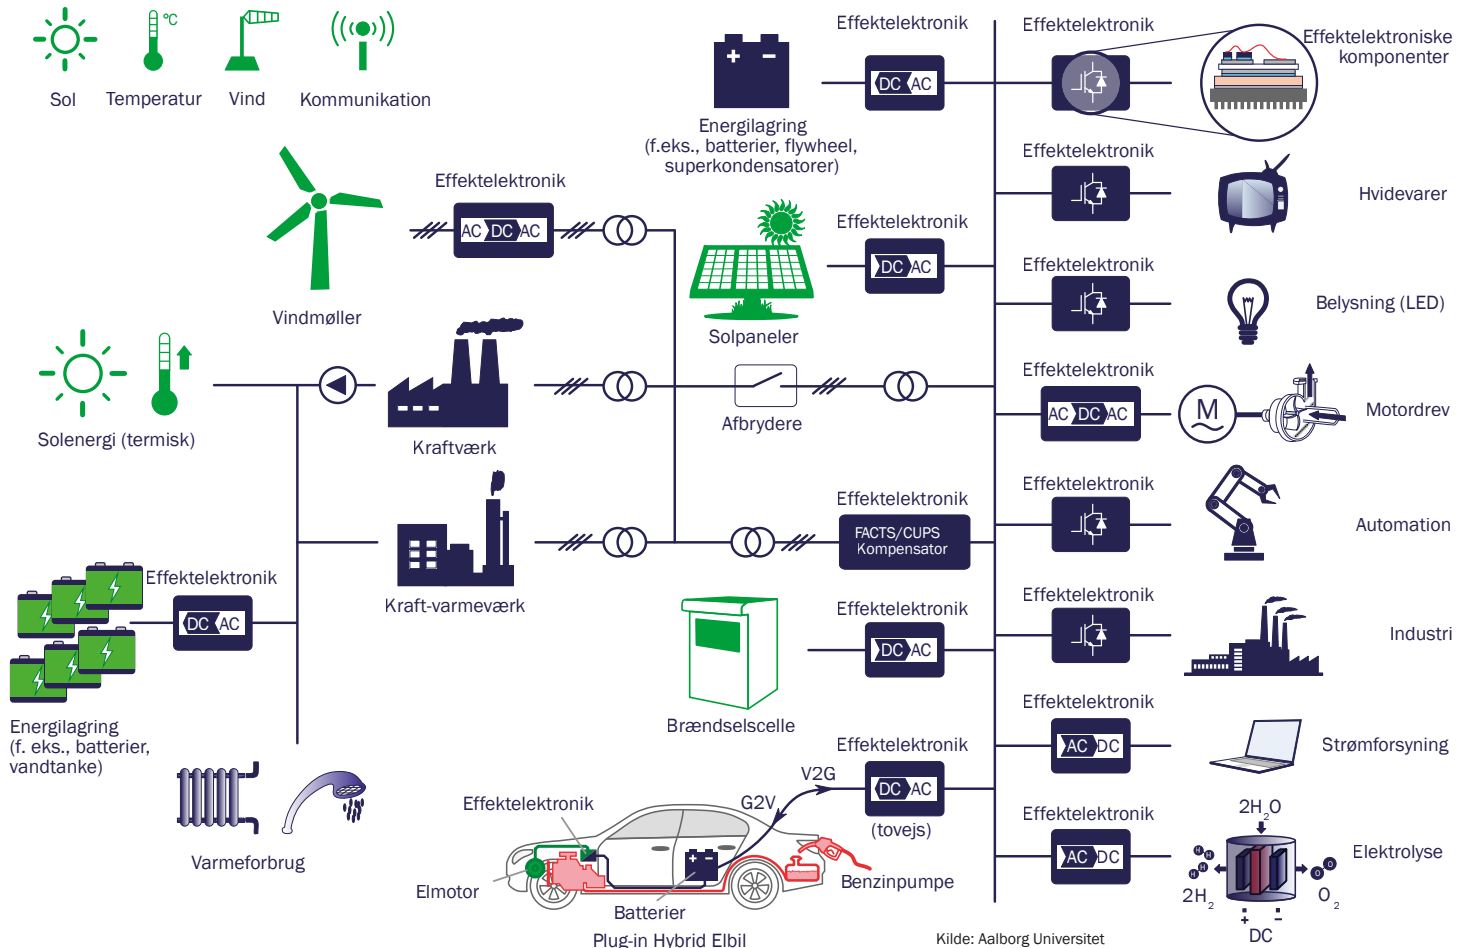 °C
Sol
Temperatur
Vind
Kommunikation
Effektelektronik
DC AC
Energilagring
(f.eks., batterier, flywheel,
superkondensatorer)
Effektelektronik
Effektelektroniske
komponenter
Effektelektronik
Hvidevarer
Effektelektronik
AC DC AC
Vindmøller
Effektelektronik
DC AC
Solpaneler
Effektelektronik
Belysning (LED)
Solenergi (termisk)
Kraftværk
Afbrydere
Effektelektronik
AC DC AC
M
Motordrev
Kraft-varmeværk
Effektelektronik
FACTS/CUPS
Kompensator
Effektelektronik
Automation
Effektelektronik
DC AC
Energilagring
(f. eks., batterier,
vandtanke)
Brændselscelle
Effektelektronik
DC AC
Effektelektronik
Industri
Varmeforbrug
Effektelektronik
V2G
G2V
DC AC
(tovejs)
Effektelektronik
AC DC
Strømforsyning
Effektelektronik
Elmotor
Batterier
Benzinpumpe
Plug-in Hybrid Elbil
Effektelektronik
AC DC
2H2O
H H
H H
2H2
O O
O2
+ -
DC
Elektrolyse
Kilde: Aalborg Universitet